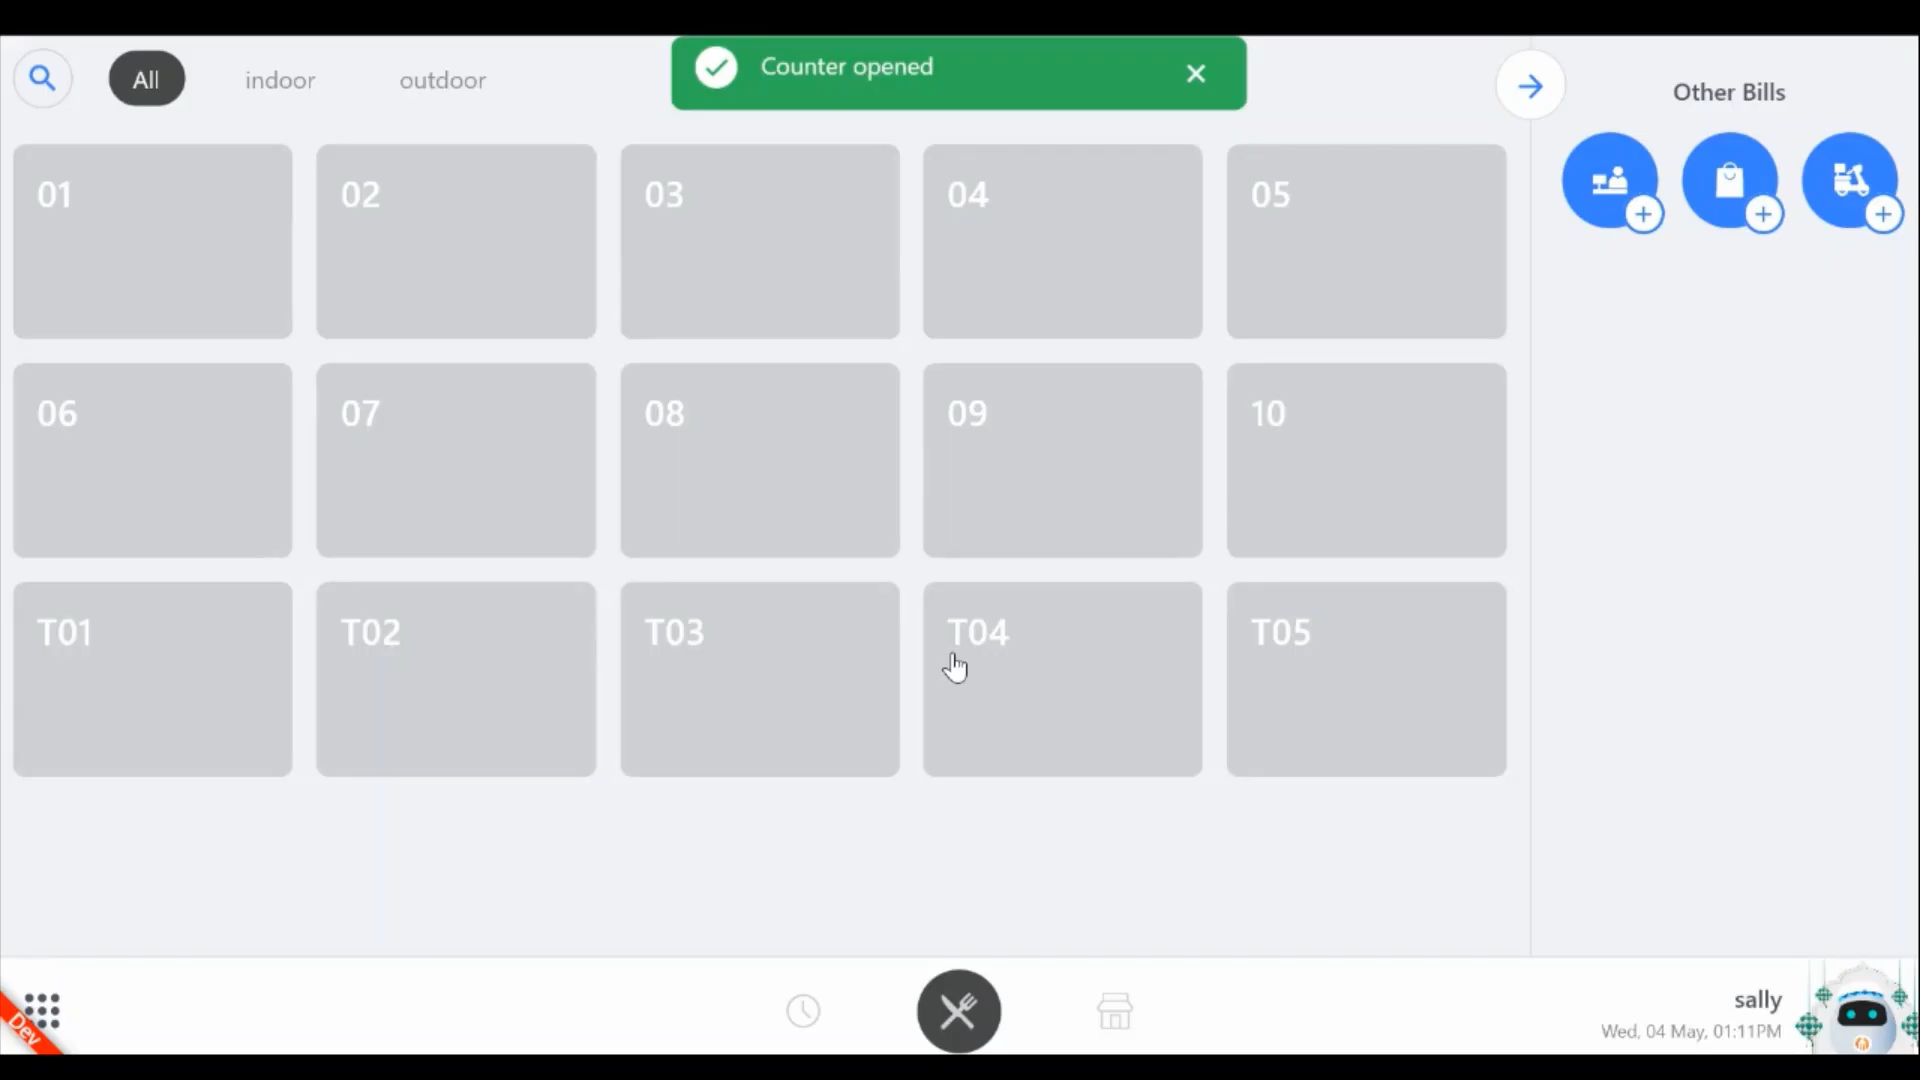 All
indoor
outdoor
Counter opened
Other Bills
01
02
03
04
05
06
07
08
09
10
T01
T02
T03
T04
T05
Dev
sally
Wed, 04 May, 01:11PM